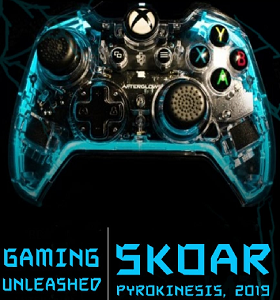 AFTERGLOW
Y
X
B
A
GAMING
UNLEASHED
SKOAR
PYROKINESIS, 2019